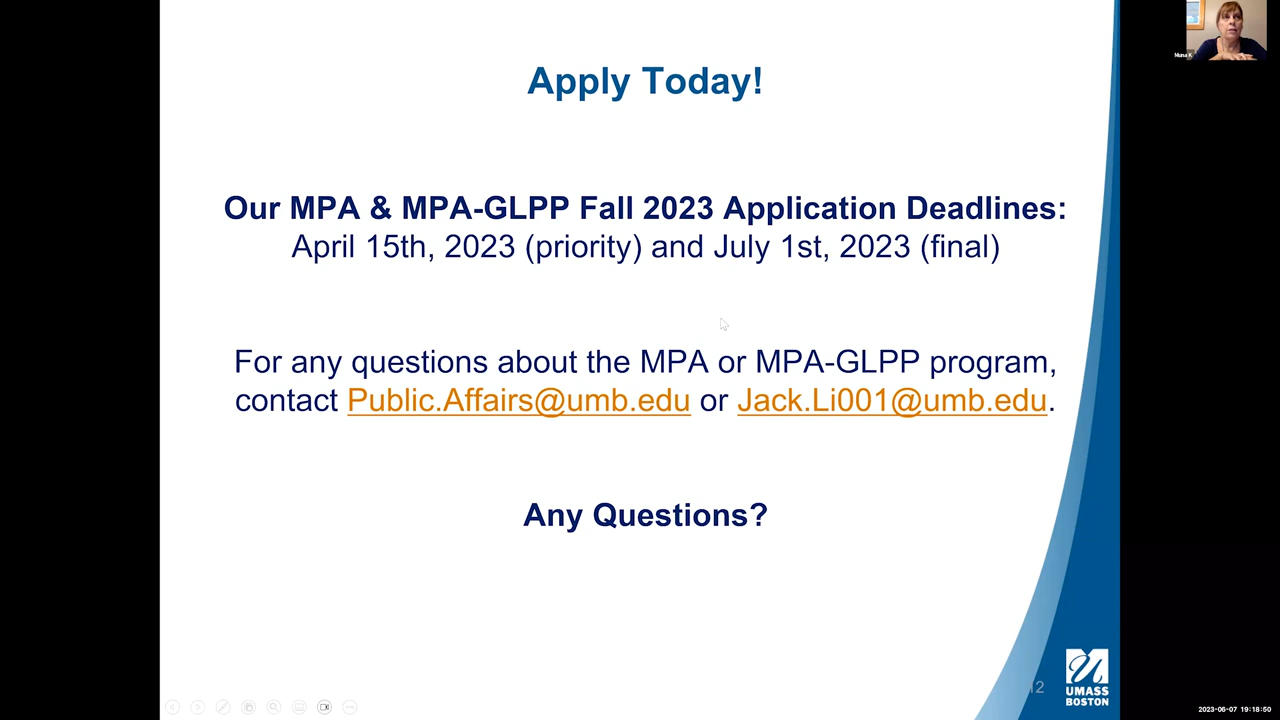 Apply Today!
Our MPA & MPA-GLPP Fall 2023 Application Deadlines:
April 15th, 2023 (priority) and July 1st, 2023 (final)
For any questions about the MPA or MPA-GLPP program,
contact Public.Affairs@umb.edu or Jack.Li001@umb.edu.
Any Questions?
12
UMASS
BOSTON
2023-06-07 19:18:50